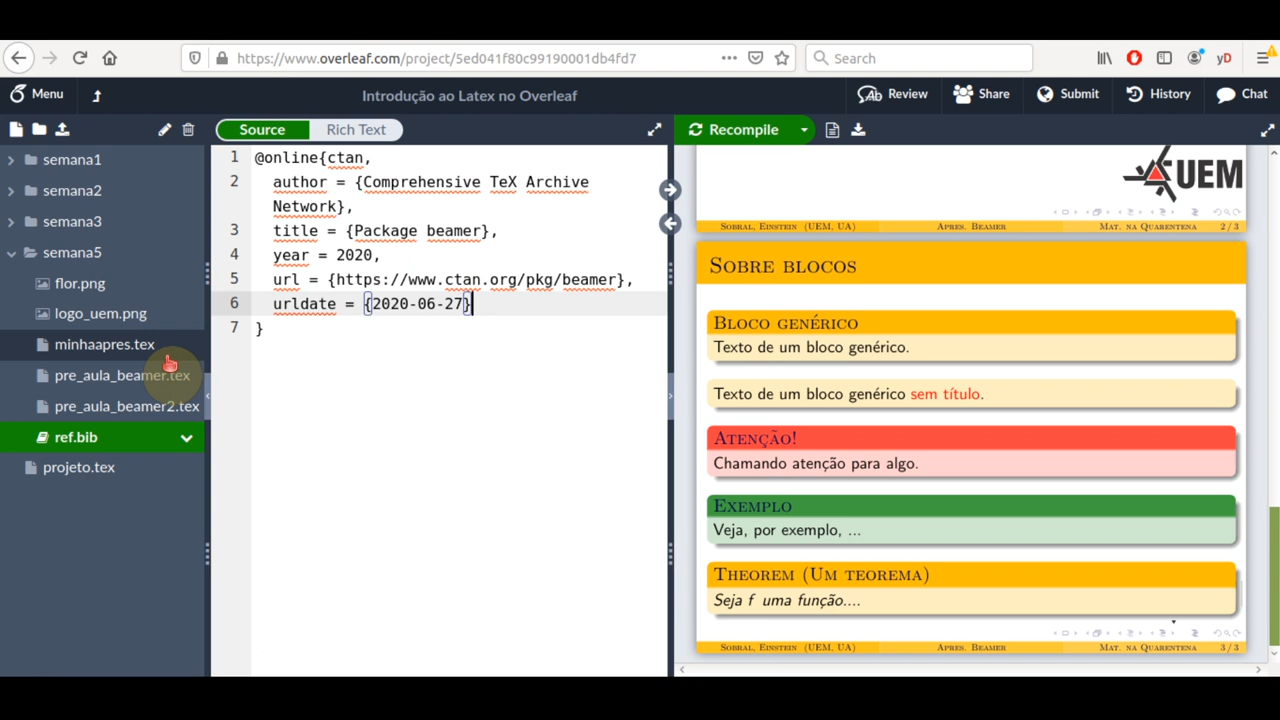 https://www.overleaf.com/project/5ed041f80c99190001db4fd7
Search
yD
Menu
Introdução ao Latex no Overleaf
Review
Share
Submit
History
Chat
Source
Rich Text
Recompile
semana1
semana2
semana3
semana5
flor.png
logo_uem.png
minhaapres.tex
pre_aula_beamer.tex
pre_aula_beamer2.tex
ref.bib
projeto.tex
1 @online{ctan,
2 author = {Comprehensive TeX Archive
Network},
3 title = {Package beamer},
4 year = 2020,
5 url = {https://www.ctan.org/pkg/beamer},
6 urldate = {2020-06-27}
7 }
UEM
Sobral, Einstein (UEM, UA) Apres. Beamer Mat. na Quarentena 2 / 3
Sobre blocos
Bloco genérico
Texto de um bloco genérico.
Texto de um bloco genérico sem título.
Atenção!
Chamando atenção para algo.
Exemplo
Veja, por exemplo, ...
Theorem (Um teorema)
Seja f uma função....
Sobral, Einstein (UEM, UA) Apres. Beamer Mat. na Quarentena 3 / 3